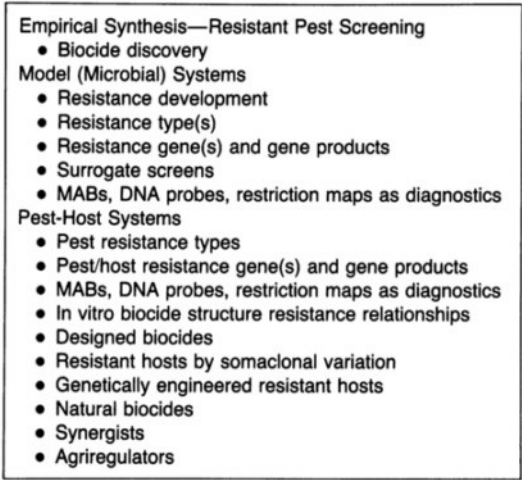 Empirical Synthesis—Resistant Pest Screening
• Biocide discovery
Model (Microbial) Systems
• Resistance development
• Resistance type(s)
• Resistance gene(s) and gene products
• Surrogate screens
• MABs, DNA probes, restriction maps as diagnostics
Pest-Host Systems
• Pest resistance types
• Pest/host resistance gene(s) and gene products
• MABs, DNA probes, restriction maps as diagnostics
• In vitro biocide structure resistance relationships
• Designed biocides
• Resistant hosts by somaclonal variation
• Genetically engineered resistant hosts
• Natural biocides
• Synergists
• Agriregulators